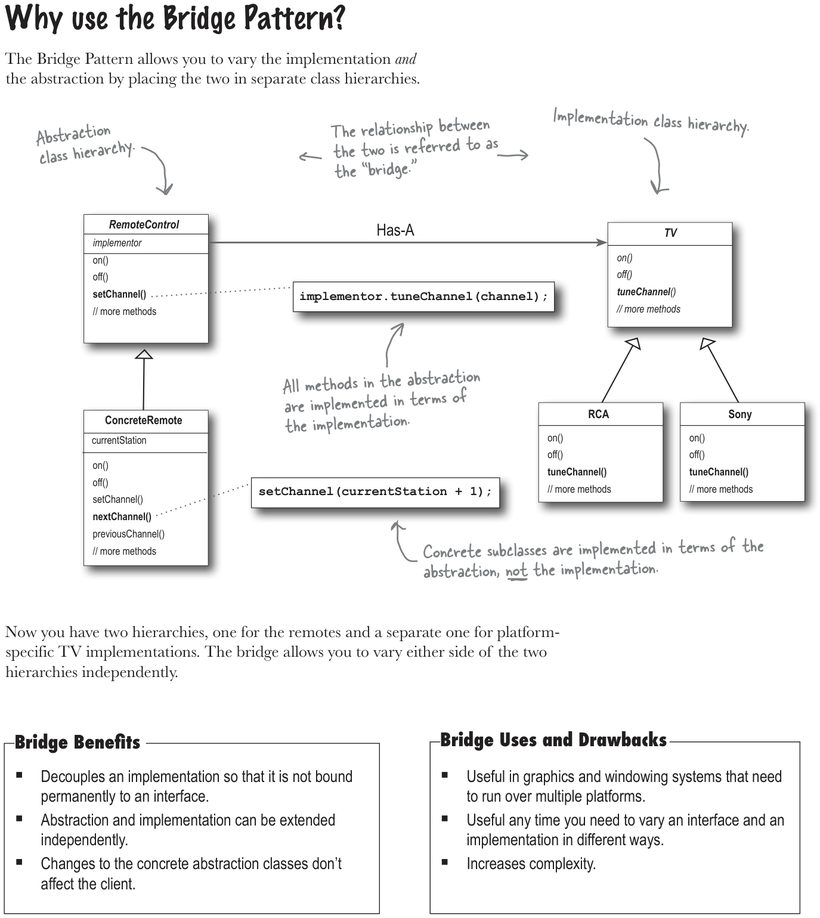 Why use the Bridge Pattern?
The Bridge Pattern allows you to vary the implementation and
the abstraction by placing the two in separate class hierarchies.
Abstraction
class hierarchy.
The relationship between
the two is referred to as
the “bridge.”
Implementation class hierarchy.
RemoteControl
implementor
on()
off()
setChannel()
// more methods
Has-A
TV
on()
off()
tuneChannel()
// more methods
implementor.tuneChannel(channel);
All methods in the abstraction
are implemented in terms of
the implementation.
ConcreteRemote
currentStation
on()
off()
setChannel()
nextChannel()
previousChannel()
// more methods
setChannel(currentStation + 1);
RCA
on()
off()
tuneChannel()
// more methods
Sony
on()
off()
tuneChannel()
// more methods
Concrete subclasses are implemented in terms of the
abstraction, not the implementation.
Now you have two hierarchies, one for the remotes and a separate one for platform-
specific TV implementations. The bridge allows you to vary either side of the two
hierarchies independently.
Bridge Benefits
▪ Decouples an implementation so that it is not bound
permanently to an interface.
▪ Abstraction and implementation can be extended
independently.
▪ Changes to the concrete abstraction classes don’t
affect the client.
Bridge Uses and Drawbacks
▪ Useful in graphics and windowing systems that need
to run over multiple platforms.
▪ Useful any time you need to vary an interface and an
implementation in different ways.
▪ Increases complexity.